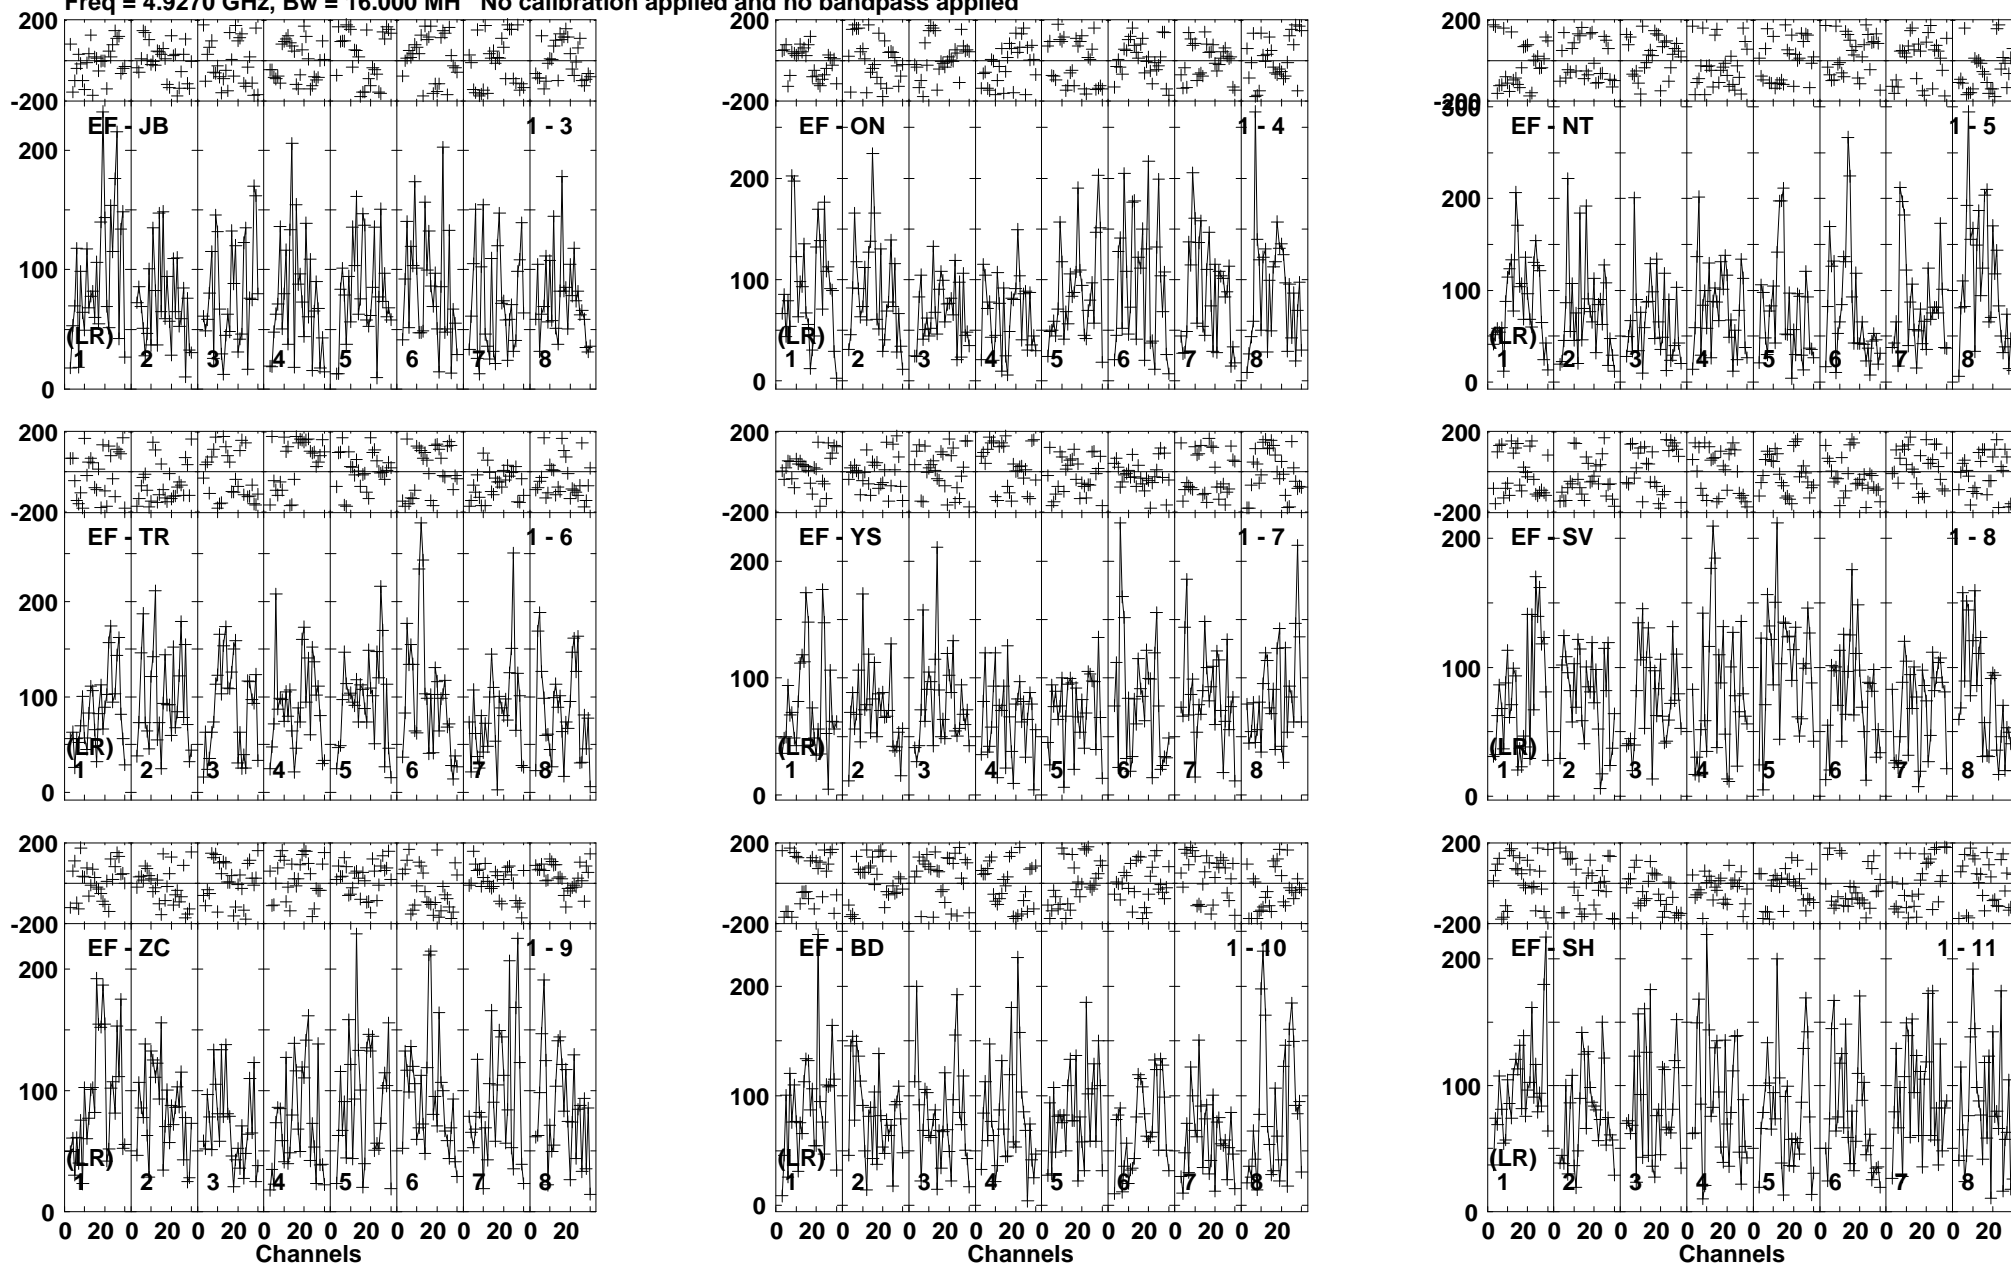 Freq = 4.9270 GHz, Bw = 16.000 MH No calibration applied and no bandpass applied
200 200 200
-200 -200 -200
300
EF - JB 1 - 3 EF - ON 1 - 4 EF - NT 1 - 5
200 200 200
100 100 100
(LR) (LR) (LR)
1 2 3 4 5 6 7 8 1 2 3 4 5 6 7 8 1 2 3 4 5 6 7 8
0 0 0
200 200 200
-200 -200 -200
EF - TR 1 - 6 EF - YS 1 - 7 EF - SV 1 - 8
200 200 200
100 100 100
(LR) (LR) (LR)
1 2 3 4 5 6 7 8 1 2 3 4 5 6 7 8 1 2 3 4 5 6 7 8
0 0 0
200 200 200
-200 -200 -200
EF - ZC 1 - 9 EF - BD 1 - 10 EF - SH 1 - 11
200 200 200
100 100 100
(LR) (LR) (LR)
1 2 3 4 5 6 7 8 1 2 3 4 5 6 7 8 1 2 3 4 5 6 7 8
0 0 0
0 20 0 20 0 20 0 20 0 20 0 20 0 20 0 20 0 20 0 20 0 20 0 20 0 20 0 20 0 20 0 20 0 20 0 20 0 20 0 20 0 20 0 20 0 20 0 20
Channels Channels Channels